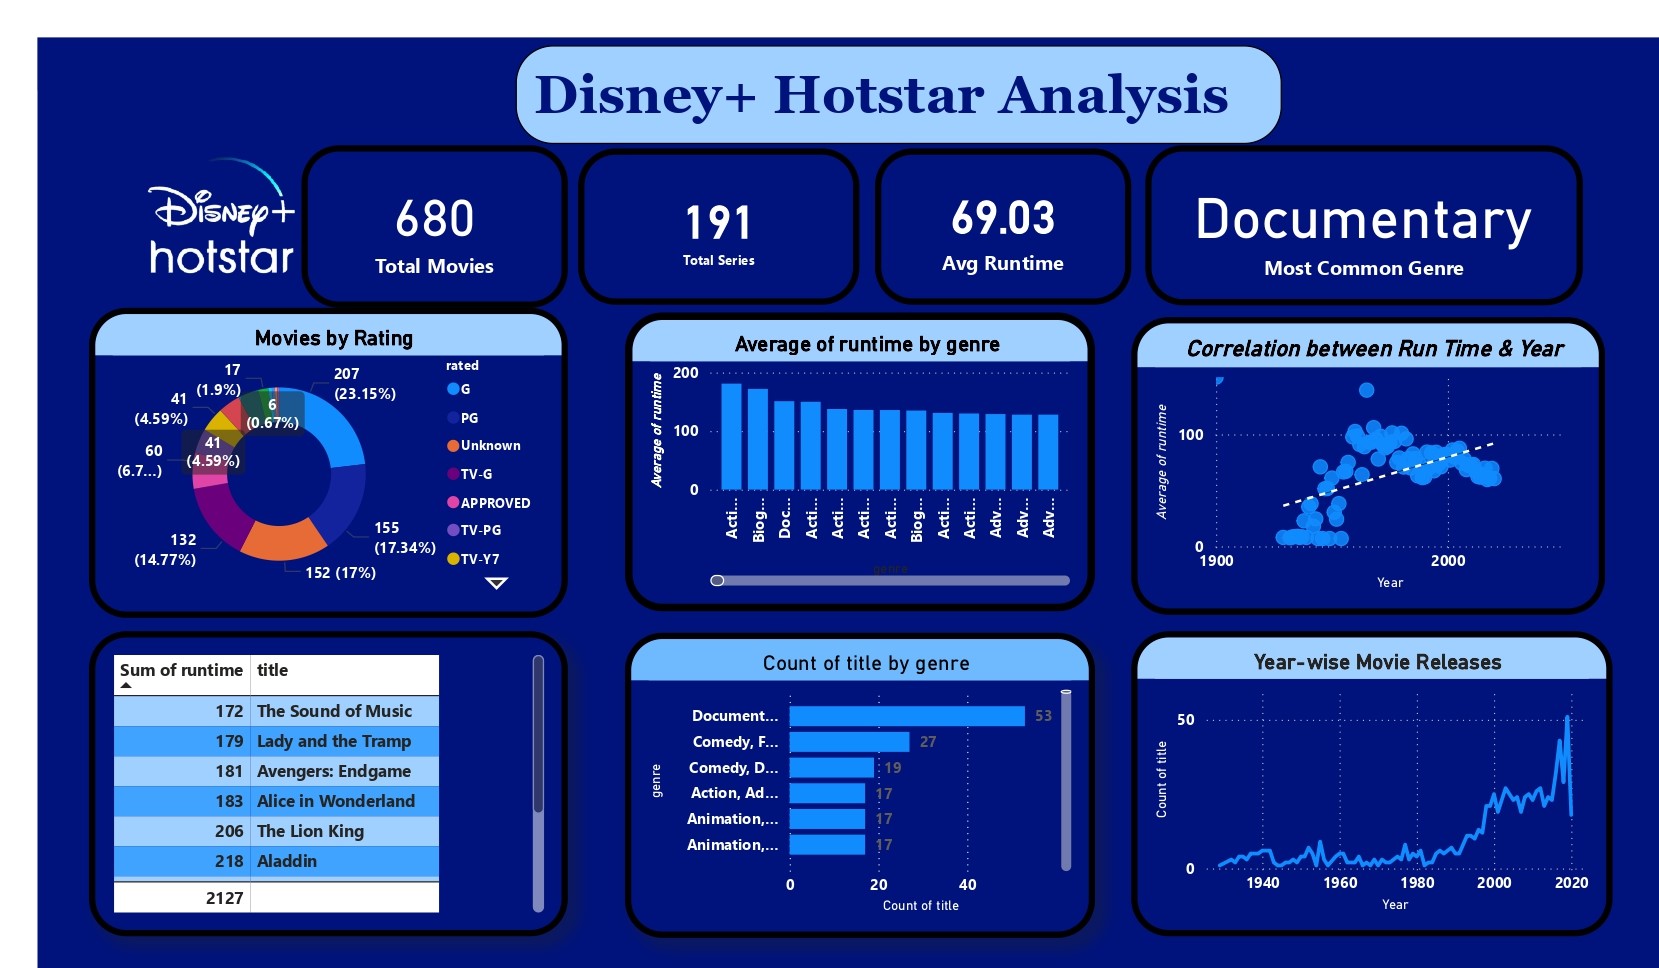 Disney+ Hotstar Analysis
Disney+
hotstar
680
Total Movies
191
Total Series
69.03
Avg Runtime
Documentary
Most Common Genre
Movies by Rating
207
(23.15%)
155
(17.34%)
152 (17%)
132
(14.77%)
60
(6.7...)
41
(4.59%)
41
(4.59%)
17
(1.9%)
6
(0.67%)
rated
G
PG
Unknown
TV-G
APPROVED
TV-PG
TV-Y7
Average of runtime by genre
Average of runtime
200
100
0
Acti...
Biog...
Doc...
Acti...
Acti...
Acti...
Acti...
Biog...
Acti...
Acti...
Adv...
Adv...
Adv...
genre
Correlation between Run Time & Year
Average of runtime
100
0
1900
2000
Year
Sum of runtime title
172 The Sound of Music
179 Lady and the Tramp
181 Avengers: Endgame
183 Alice in Wonderland
206 The Lion King
218 Aladdin
2127
Count of title by genre
genre
Document... 53
Comedy, F... 27
Comedy, D... 19
Action, Ad... 17
Animation,... 17
Animation,... 17
0 20 40
Count of title
Year-wise Movie Releases
Count of title
50
0
1940 1960 1980 2000 2020
Year